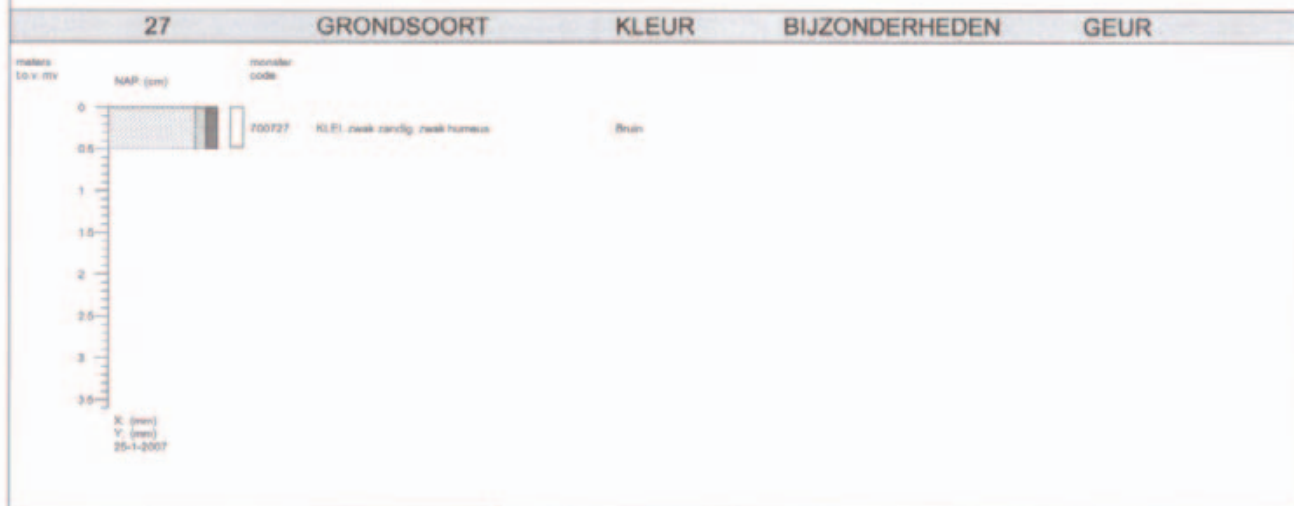 27 GRONDSOORT KLEUR BIJZONDERHEDEN GEUR
meters
t.o.v. mv
NAP: (cm)
monster
code
0
700727 KLEI, zwak zandig, zwak humeus Bruin
0.5
1
1.5
2
2.5
3
3.5
X: (mm)
Y: (mm)
25-1-2007